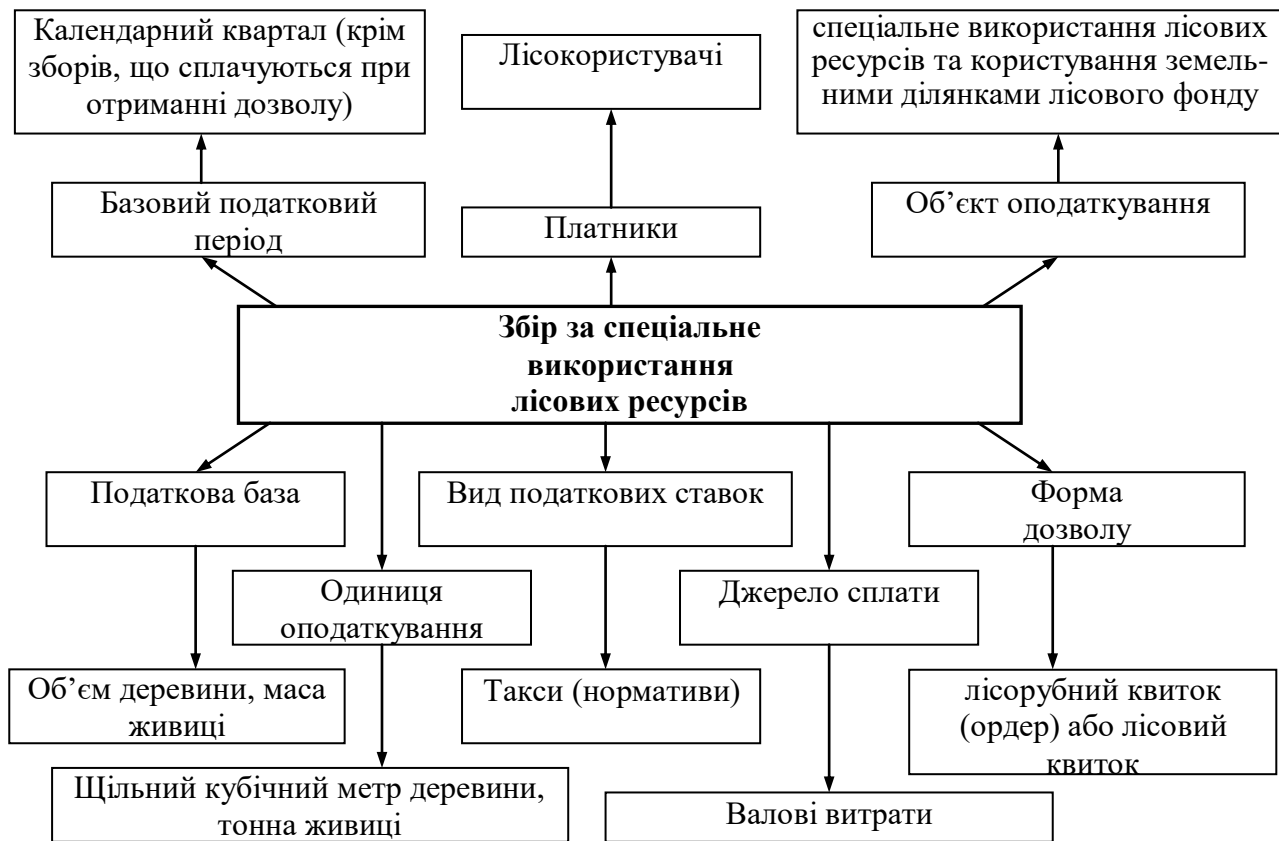 Календарний квартал (крім
зборів, що сплачуються при
отриманні дозволу)
Лісокористувачі
спеціальне використання лісових
ресурсів та користування земель-
ними ділянками лісового фонду
Базовий податковий
період
Платники
Об’єкт оподаткування
Збір за спеціальне
використання
лісових ресурсів
Податкова база
Вид податкових ставок
Форма
дозволу
Одиниця
оподаткування
Джерело сплати
Об’єм деревини, маса
живиці
Такси (нормативи)
лісорубний квиток
(ордер) або лісовий
квиток
Щільний кубічний метр деревини,
тонна живиці
Валові витрати